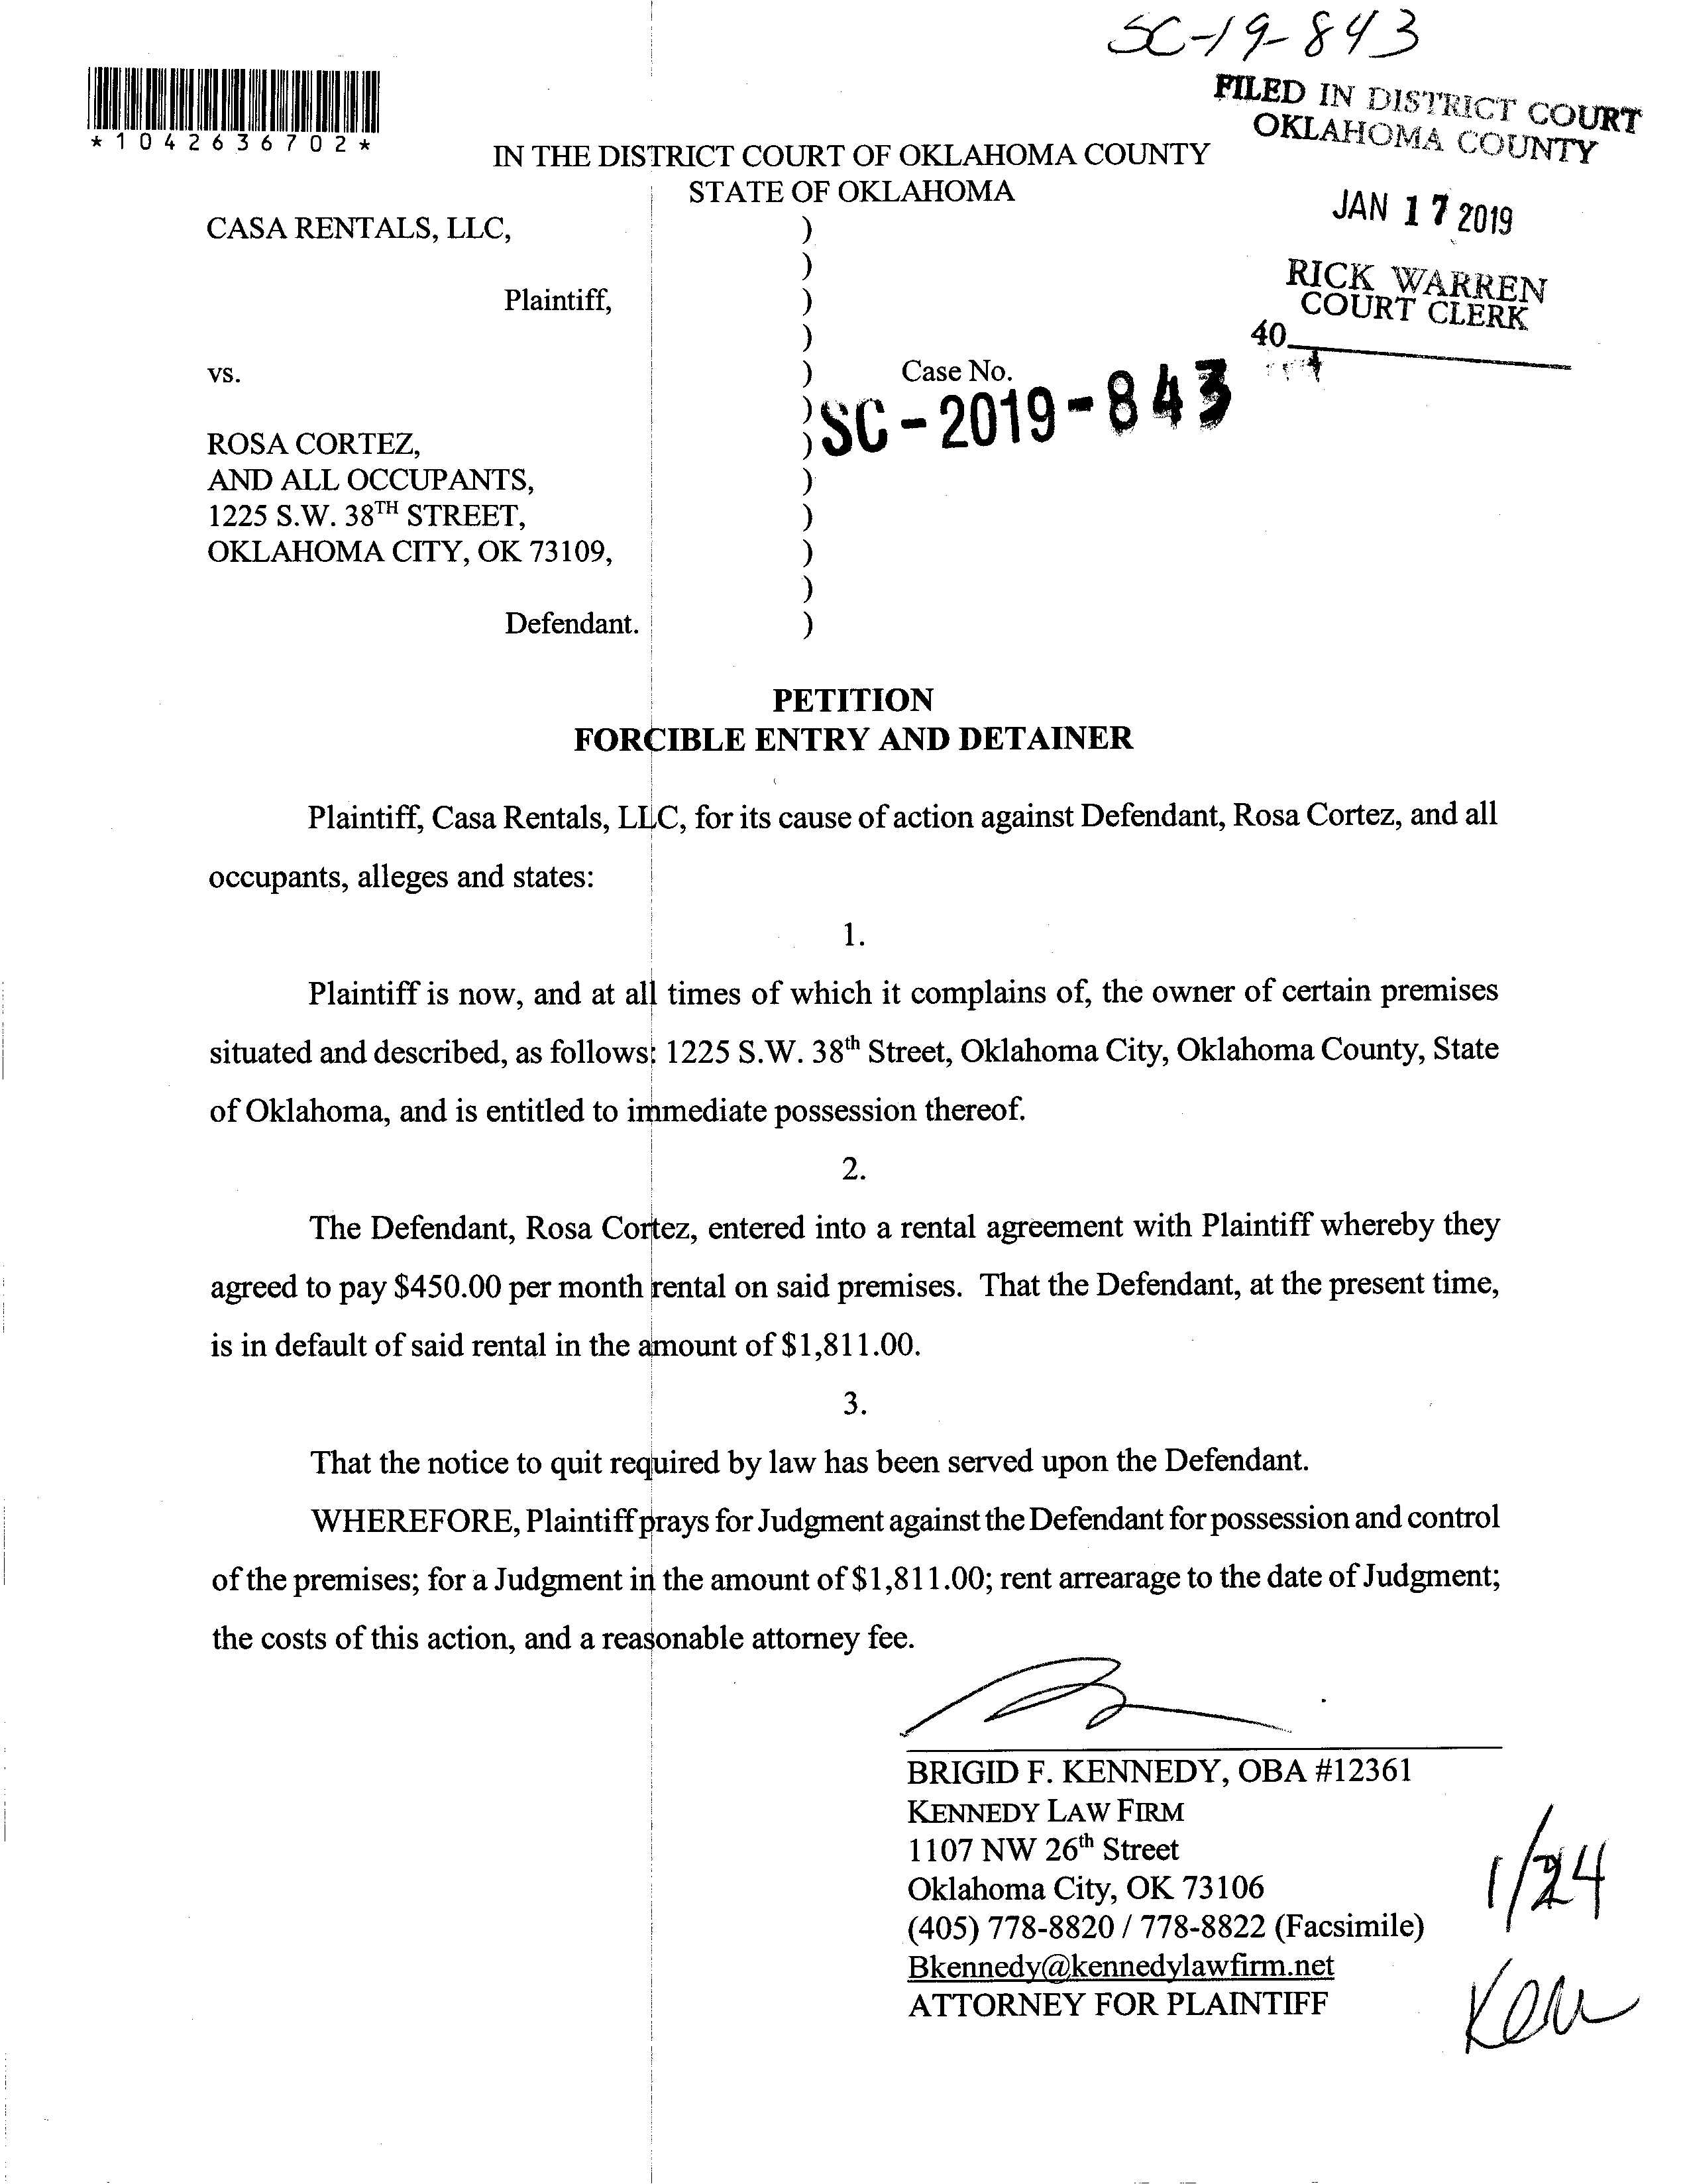 SC-19-843
FILED IN DISTRICT COURT
OKLAHOMA COUNTY
*1042636702*
IN THE DISTRICT COURT OF OKLAHOMA COUNTY
STATE OF OKLAHOMA
JAN 17 2019
RICK WARREN
COURT CLERK
40
CASA RENTALS, LLC, )
)
Plaintiff, )
)
vs. ) Case No.
) SC-2019-843
ROSA CORTEZ, )
AND ALL OCCUPANTS, )
1225 S.W. 38TH STREET, )
OKLAHOMA CITY, OK 73109, )
)
Defendant. )
PETITION
FORCIBLE ENTRY AND DETAINER
Plaintiff, Casa Rentals, LLC, for its cause of action against Defendant, Rosa Cortez, and all
occupants, alleges and states:
1.
Plaintiff is now, and at all times of which it complains of, the owner of certain premises
situated and described, as follows: 1225 S.W. 38th Street, Oklahoma City, Oklahoma County, State
of Oklahoma, and is entitled to immediate possession thereof.
2.
The Defendant, Rosa Cortez, entered into a rental agreement with Plaintiff whereby they
agreed to pay $450.00 per month rental on said premises. That the Defendant, at the present time,
is in default of said rental in the amount of $1,811.00.
3.
That the notice to quit required by law has been served upon the Defendant.
WHEREFORE, Plaintiff prays for Judgment against the Defendant for possession and control
of the premises; for a Judgment in the amount of $1,811.00; rent arrearage to the date of Judgment;
the costs of this action, and a reasonable attorney fee.
BRIGID F. KENNEDY, OBA #12361
KENNEDY LAW FIRM
1107 NW 26th Street
Oklahoma City, OK 73106
(405) 778-8820 / 778-8822 (Facsimile)
Bkennedy@kennedylawfirm.net
ATTORNEY FOR PLAINTIFF
1/24
Ken